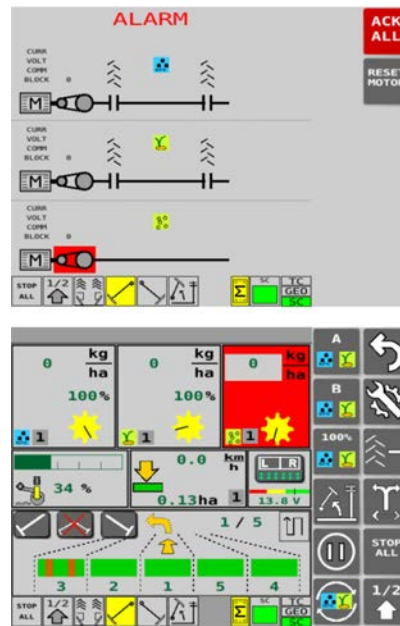 ALARM
ACK
ALL
CURR
VOLT
COMM
BLOCK 0
RESET
MOTOR
M
CURR
VOLT
COMM
BLOCK 0
M
CURR
VOLT
COMM
BLOCK 0
M
STOP
ALL
1/2
Σ
SC
TC
GEO
SC
0 kg
ha
100%
1
0 kg
ha
100%
1
0 kg
ha
1
A
B
100%
34 %
0.0 km
h
0.13ha 1
L R
13.8 V
1 / 5
3 2 1 5 4
STOP
ALL
1/2
STOP
ALL
1/2
Σ
SC
TC
GEO
SC